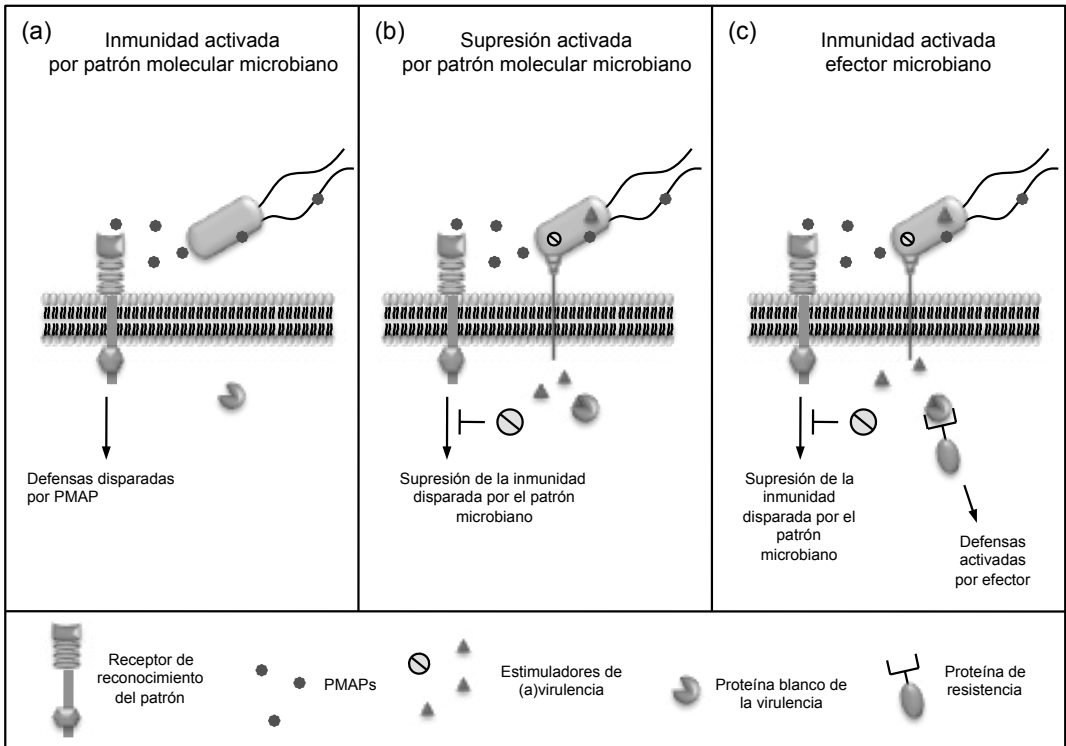 (a)
Inmunidad activada
por patrón molecular microbiano
Defensas disparadas
por PMAP
(b)
Supresión activada
por patrón molecular microbiano
Supresión de la inmunidad
disparada por el patrón
microbiano
(c)
Inmunidad activada
efector microbiano
Supresión de la
inmunidad
disparada por el
patrón
microbiano
Defensas
activadas
por efector
Receptor de
reconocimiento
del patrón
PMAPs
Estimuladores de
(a)virulencia
Proteína blanco de
la virulencia
Proteína de
resistencia